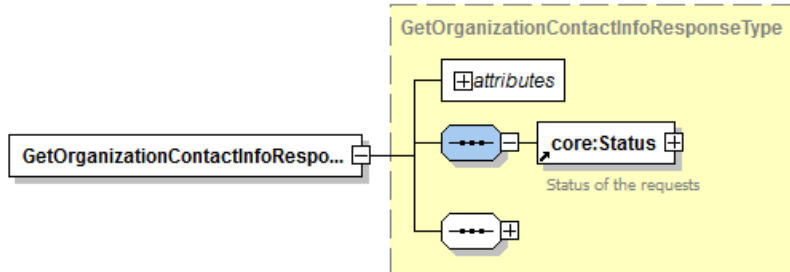 GetOrganizationContactInfoResponseType
attributes
core:Status
GetOrganizationContactInfoRespo...
Status of the requests